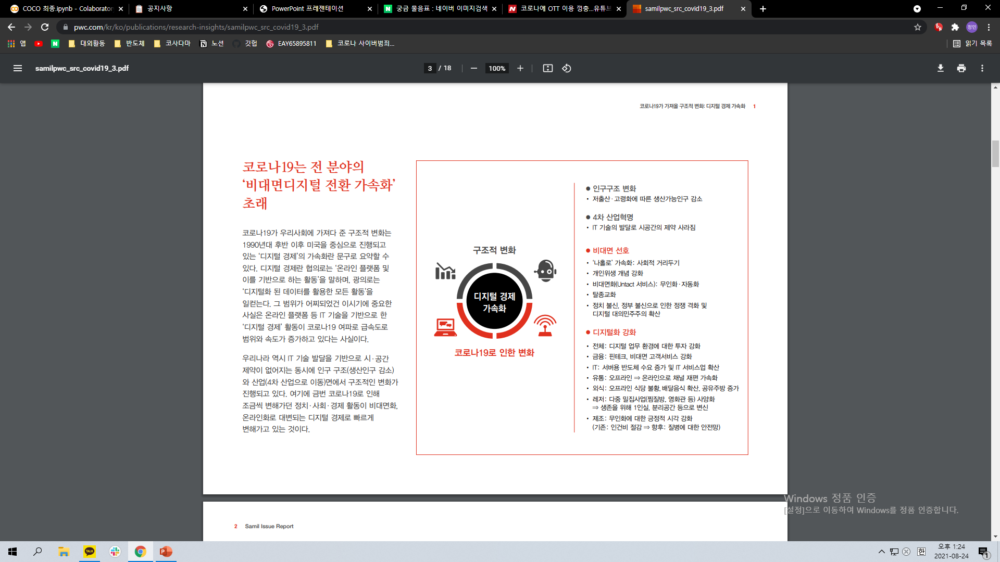 COCO 최종.ipynb - Colaborator
공지사항
PowerPoint 프레젠테이션
궁금 물음표 : 네이버 이미지검색
코로나에 OTT 이용 껑충...유튜브
samilpwc_src_covid19_3.pdf
pwc.com/kr/ko/publications/research-insights/samilpwc_src_covid19_3.pdf
정민
앱
대외활동
반도체
코사다마
노션
깃헙
EAY65895811
코로나 사이버범죄...
읽기 목록
samilpwc_src_covid19_3.pdf
3 / 18
100%
코로나19가 가져올 구조적 변화: 디지털 경제 가속화 1
코로나19는 전 분야의
‘비대면디지털 전환 가속화’
초래
코로나19가 우리사회에 가져다 준 구조적 변화는
1990년대 후반 이후 미국을 중심으로 진행되고
있는 ‘디지털 경제’의 가속화란 문구로 요약할 수
있다. 디지털 경제란 협의로는 ‘온라인 플랫폼 및
이를 기반으로 하는 활동’을 말하며, 광의로는
‘디지털화 된 데이터를 활용한 모든 활동’을
일컫는다. 그 범위가 어찌되었건 이시기에 중요한
사실은 온라인 플랫폼 등 IT 기술을 기반으로 한
‘디지털 경제’ 활동이 코로나19 여파로 급속도로
범위와 속도가 증가하고 있다는 사실이다.
우리나라 역시 IT 기술 발달을 기반으로 시·공간
제약이 없어지는 동시에 인구 구조(생산인구 감소)
와 산업(4차 산업으로 이동)면에서 구조적인 변화가
진행되고 있다. 여기에 금번 코로나19로 인해
조금씩 변해가던 정치·사회·경제 활동이 비대면화,
온라인화로 대변되는 디지털 경제로 빠르게
변해가고 있는 것이다.
구조적 변화
디지털 경제
가속화
코로나19로 인한 변화
● 인구구조 변화
• 저출산·고령화에 따른 생산가능인구 감소
● 4차 산업혁명
• IT 기술의 발달로 시공간의 제약 사라짐
● 비대면 선호
• ‘나홀로’ 가속화: 사회적 거리두기
• 개인위생 개념 강화
• 비대면화(Untact 서비스): 무인화·자동화
• 탈종교화
• 정치 불신, 정부 불신으로 인한 정쟁 격화 및
디지털 대의민주주의 확산
● 디지털화 강화
• 전체: 디지털 업무 환경에 대한 투자 강화
• 금융: 핀테크, 비대면 고객서비스 강화
• IT: 서버용 반도체 수요 증가 및 IT 서비스업 확산
• 유통: 오프라인 ⇒ 온라인으로 채널 재편 가속화
• 외식: 오프라인 식당 불황, 배달음식 확산, 공유주방 증가
• 레저: 다중 밀집사업(찜질방, 영화관 등) 사양화
⇒ 생존을 위해 1인실, 분리공간 등으로 변신
• 제조: 무인화에 대한 긍정적 시각 강화
(기존: 인건비 절감 ⇒ 향후: 질병에 대한 안전망)
Windows 정품 인증
[설정]으로 이동하여 Windows를 정품 인증합니다.
2 Samil Issue Report
TALK
한
오후 1:24
2021-08-24
1